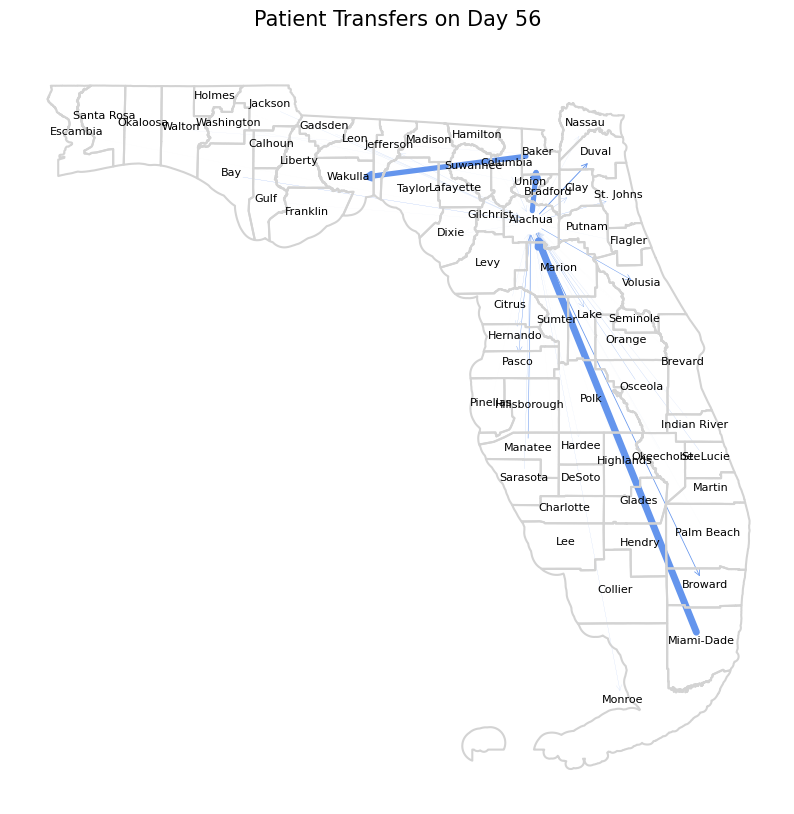 Patient Transfers on Day 56
Nassau
Holmes
Jackson
Santa Rosa
Okaloosa
Walton
Washington
Escambia
Gadsden
Leon
Jefferson
Madison
Hamilton
Baker
Duval
Calhoun
Liberty
Suwannee
Columbia
Bay
Wakulla
Taylor
Lafayette
Union
Bradford
Clay
St. Johns
Gulf
Franklin
Gilchrist
Alachua
Putnam
Dixie
Flagler
Levy
Marion
Volusia
Citrus
Sumter
Lake
Seminole
Hernando
Orange
Pasco
Brevard
Osceola
Pinellas
Hillsborough
Polk
Indian River
Manatee
Hardee
Highlands
Okeechobee
St. Lucie
Sarasota
DeSoto
Martin
Charlotte
Glades
Lee
Hendry
Palm Beach
Collier
Broward
Miami-Dade
Monroe